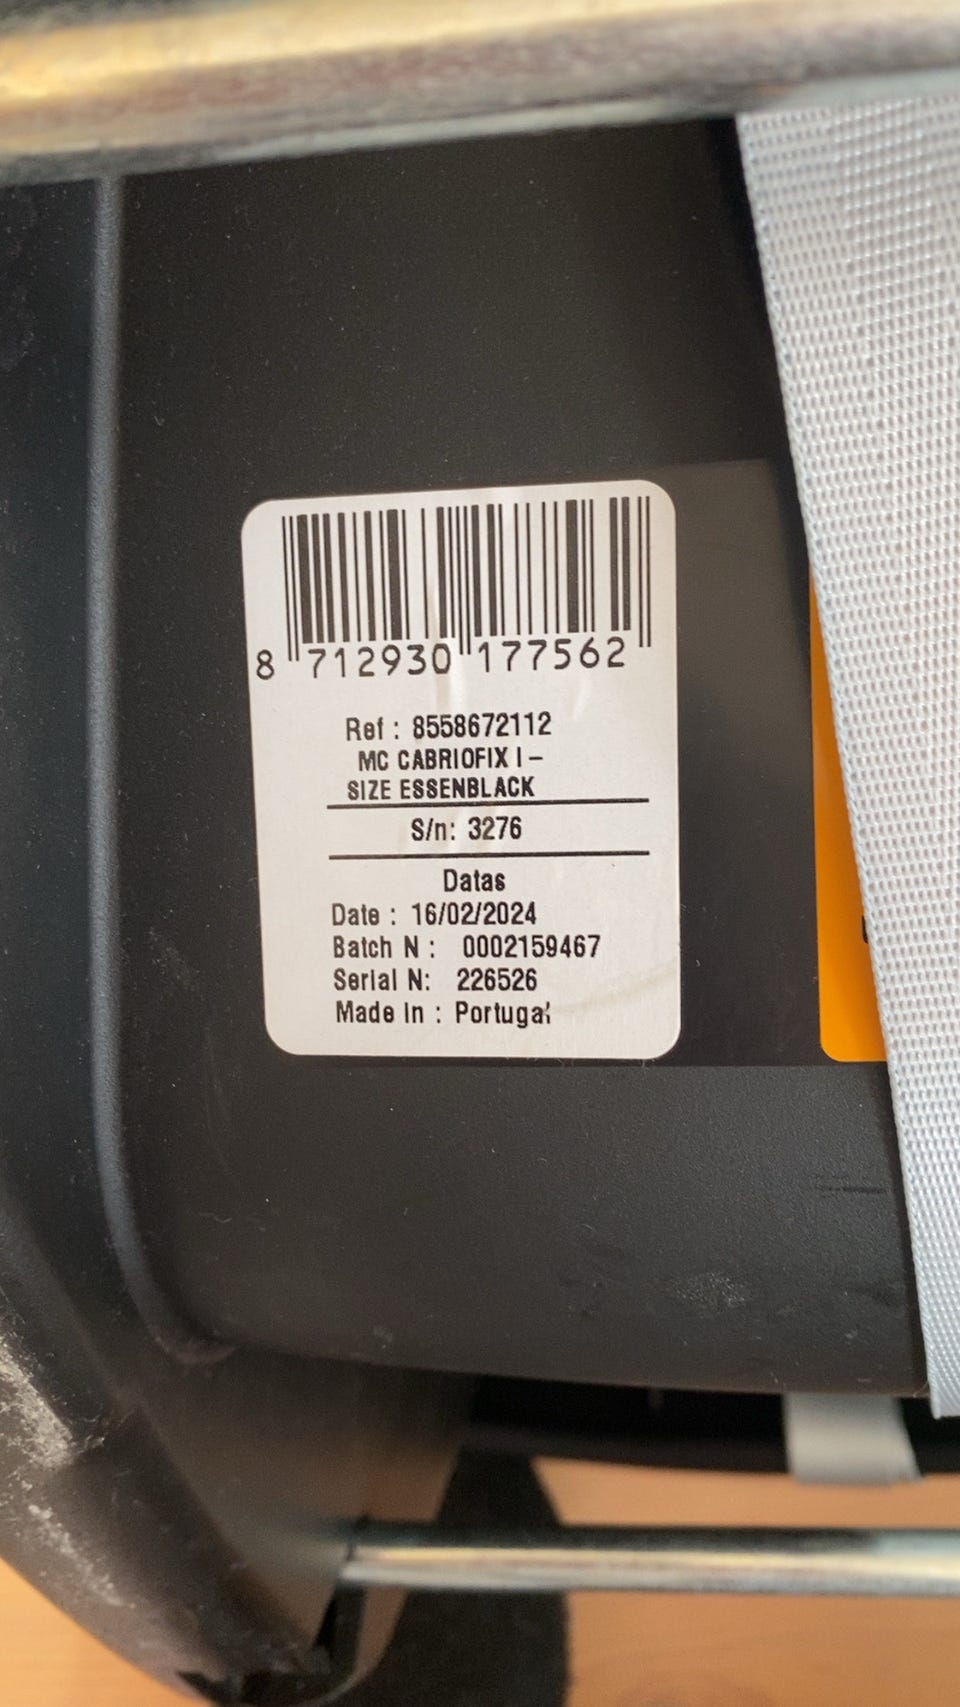 8 712930 177562
Ref : 8558672112
MC CABRIOFIX I -
SIZE ESSENBLACK
S/n: 3276
Datas
Date : 16/02/2024
Batch N : 0002159467
Serial N: 226526
Made In : Portugal